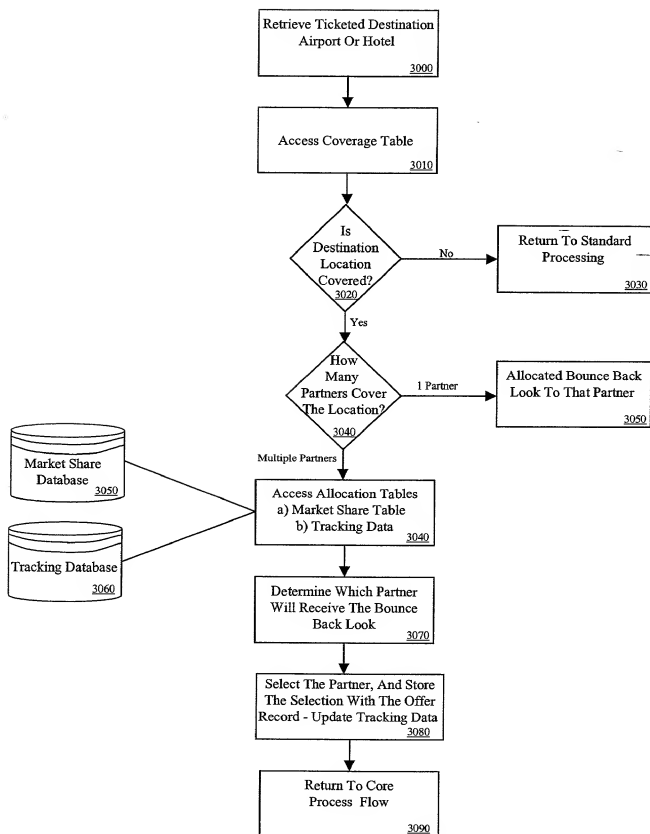 Retrieve Ticketed Destination
Airport Or Hotel
3000
Access Coverage Table
3010
Is
Destination
Location
Covered?
3020
No
Return To Standard
Processing
3030
Yes
How
Many
Partners Cover
The Location?
3040
1 Partner
Allocated Bounce Back
Look To That Partner
3050
Multiple Partners
Market Share
Database
3050
Access Allocation Tables
a) Market Share Table
b) Tracking Data
3040
Tracking Database
3060
Determine Which Partner
Will Receive The Bounce
Back Look
3070
Select The Partner, And Store
The Selection With The Offer
Record - Update Tracking Data
3080
Return To Core
Process Flow
3090